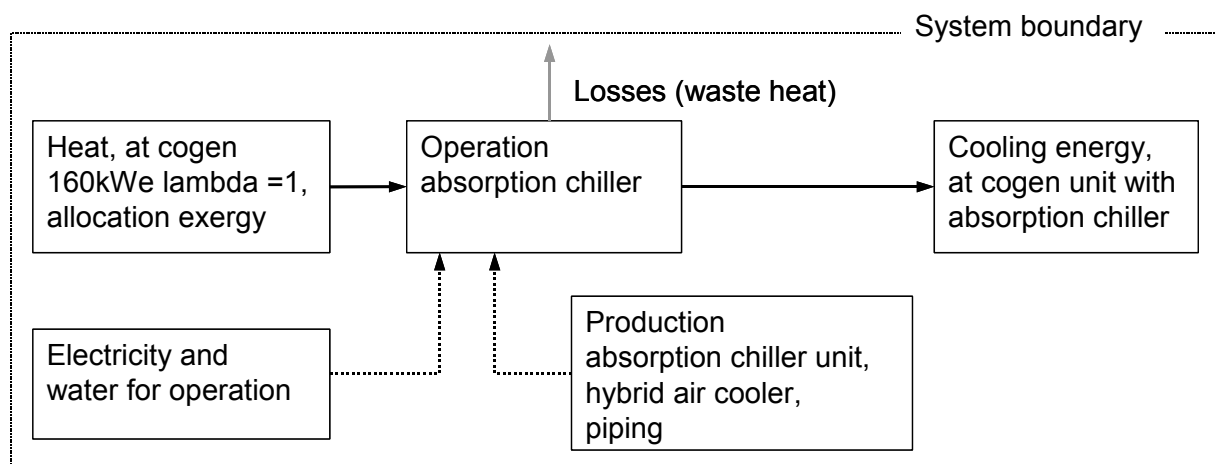 System boundary
Losses (waste heat)
Heat, at cogen
160kWe lambda =1,
allocation exergy
Operation
absorption chiller
Cooling energy,
at cogen unit with
absorption chiller
Electricity and
water for operation
Production
absorption chiller unit,
hybrid air cooler,
piping